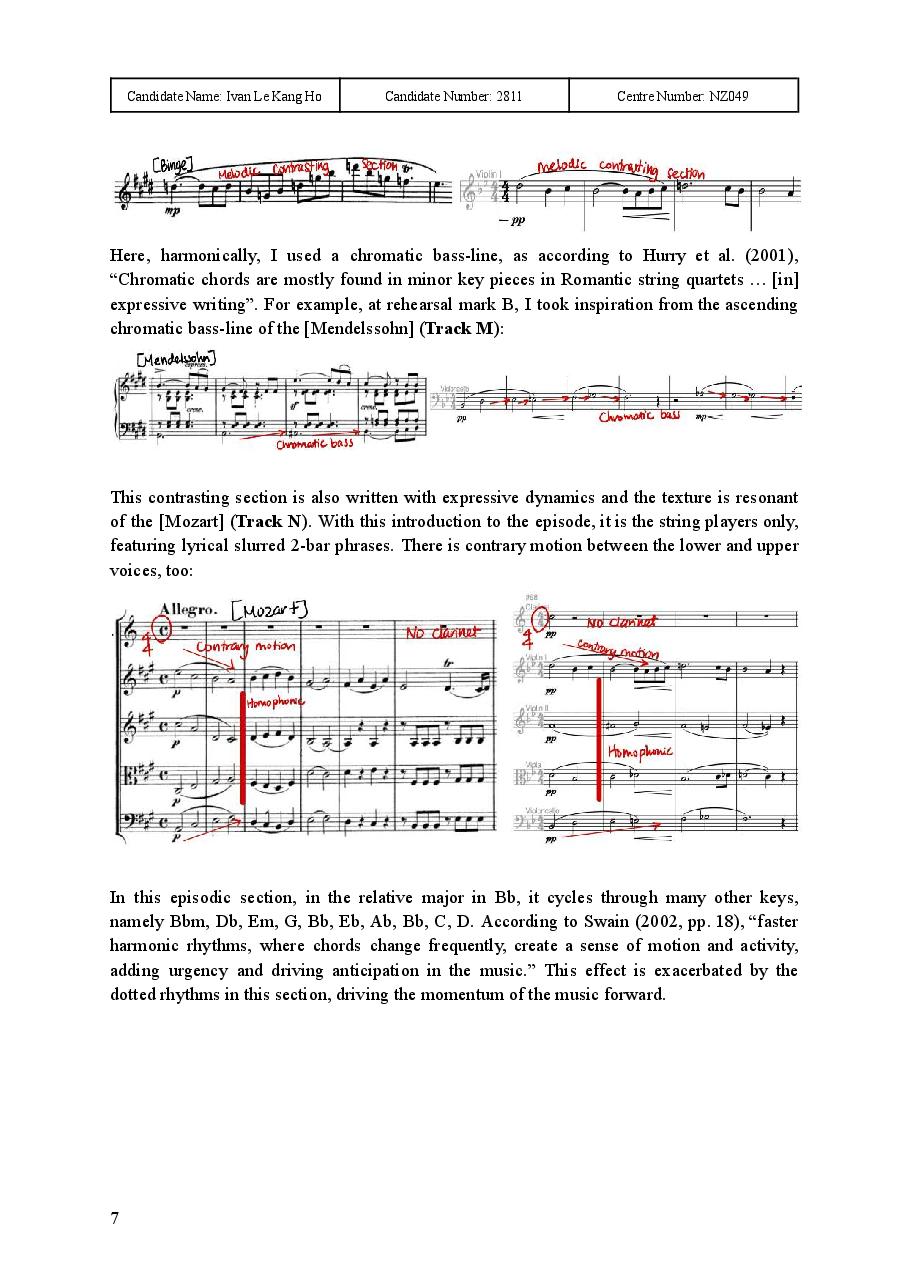 Candidate Name: Ivan Le Kang Ho
Candidate Number: 2811
Centre Number: NZ049
[Binge]
Melodic Contrasting Section
tr
mp
Violin I
Melodic contrasting section
pp
Here, harmonically, I used a chromatic bass-line, as according to Hurry et al. (2001),
“Chromatic chords are mostly found in minor key pieces in Romantic string quartets … [in]
expressive writing”. For example, at rehearsal mark B, I took inspiration from the ascending
chromatic bass-line of the [Mendelssohn] (Track M):
[Mendelssohn]
cresc.
sf
cresc.
Chromatic bass
Violoncello
pp
Chromatic bass
mp
This contrasting section is also written with expressive dynamics and the texture is resonant
of the [Mozart] (Track N). With this introduction to the episode, it is the string players only,
featuring lyrical slurred 2-bar phrases. There is contrary motion between the lower and upper
voices, too:
Allegro. [Mozart]
4/4
No clarinet
Contrary motion
tr
p
Homophonic
p
p
p
4/4
No Clarinet
Contrary motion
Violin I
pp
Violin II
pp
Homophonic
Viola
pp
Violoncello
pp
In this episodic section, in the relative major in Bb, it cycles through many other keys,
namely Bbm, Db, Em, G, Bb, Eb, Ab, Bb, C, D. According to Swain (2002, pp. 18), “faster
harmonic rhythms, where chords change frequently, create a sense of motion and activity,
adding urgency and driving anticipation in the music.” This effect is exacerbated by the
dotted rhythms in this section, driving the momentum of the music forward.
7